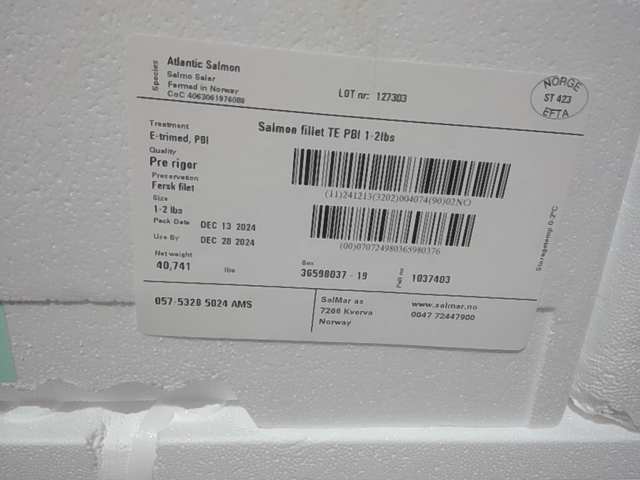 Species
Atlantic Salmon
Salmo Salar
Farmed in Norway
CoC 4063061976086
LOT nr: 127303
NORGE
ST 423
EFTA
Treatment
E-trimed, PBI
Quality
Pre rigor
Preservation
Fersk filet
Size
1-2 lbs
Pack Date DEC 13 2024
Use By DEC 28 2024
Net weight
40,741 lbs
Salmon fillet TE PBI 1-2lbs
(11)241213(3202)004074(90)02NO
(00)070724980365980376
Box
36598037 - 19
Pall no
1037403
Storagetemp 0-2°C
057-5320 5024 AMS
SalMar as
7266 Kverva
Norway
www.salmar.no
0047 72447900